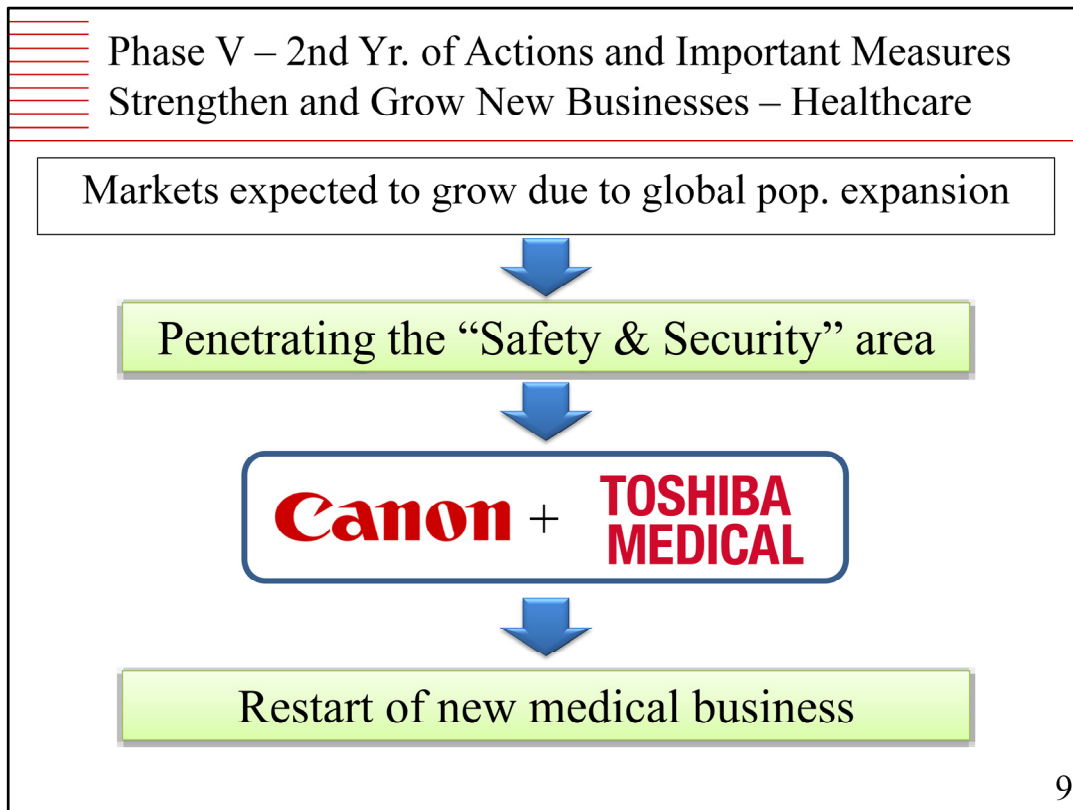 Phase V – 2nd Yr. of Actions and Important Measures
Strengthen and Grow New Businesses – Healthcare
Markets expected to grow due to global pop. expansion
Penetrating the “Safety & Security” area
Canon + TOSHIBA
MEDICAL
Restart of new medical business
9